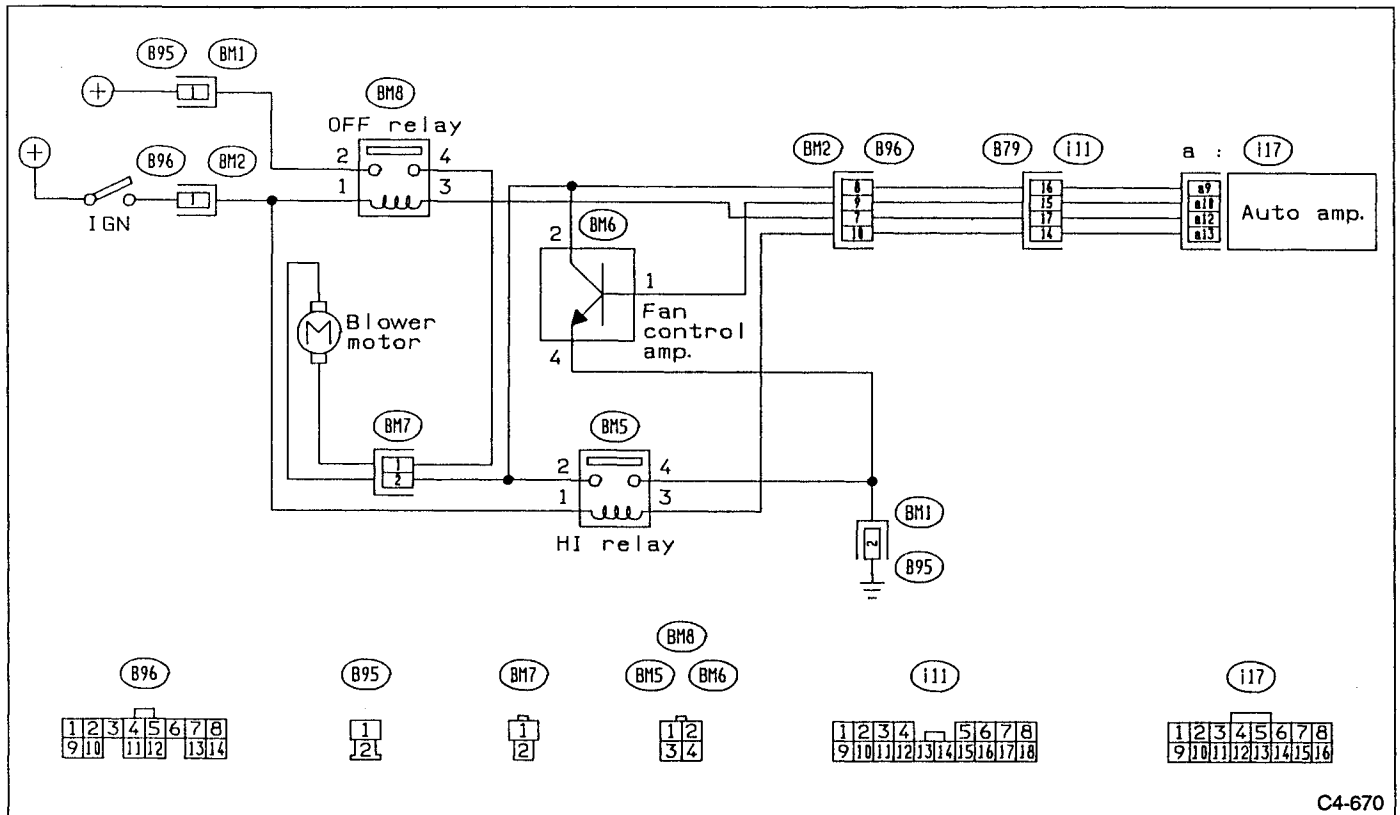 B95 BM1
1
BM8
OFF relay
2 4
1 3
B96 BM2
1
IGN
BM2 B96 B79 i11 a : i17
8 16 a9
9 15 a10
7 17 a12
10 14 a13
Auto amp.
BM6
2
1
4
Fan
control
amp.
M
Blower
motor
BM7
1
2
BM5
2 4
1 3
HI relay
BM1
2
B95
B96
1 2 3 4 5 6 7 8
9 10 11 12 13 14
B95
1
2
BM7
1
2
BM8
BM5 BM6
1 2
3 4
i11
1 2 3 4 5 6 7 8
9 10 11 12 13 14 15 16 17 18
i17
1 2 3 4 5 6 7 8
9 10 11 12 13 14 15 16
C4-670